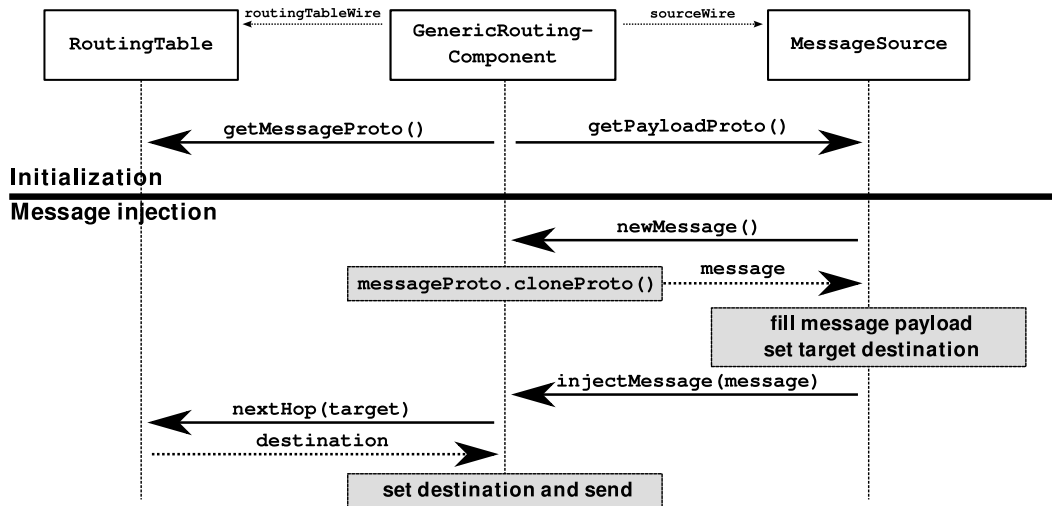 routingTableWire
sourceWire
RoutingTable
GenericRouting-
Component
MessageSource
getMessageProto()
getPayloadProto()
Initialization
Message injection
newMessage()
messageProto.cloneProto()
message
fill message payload
set target destination
injectMessage(message)
nextHop(target)
destination
set destination and send